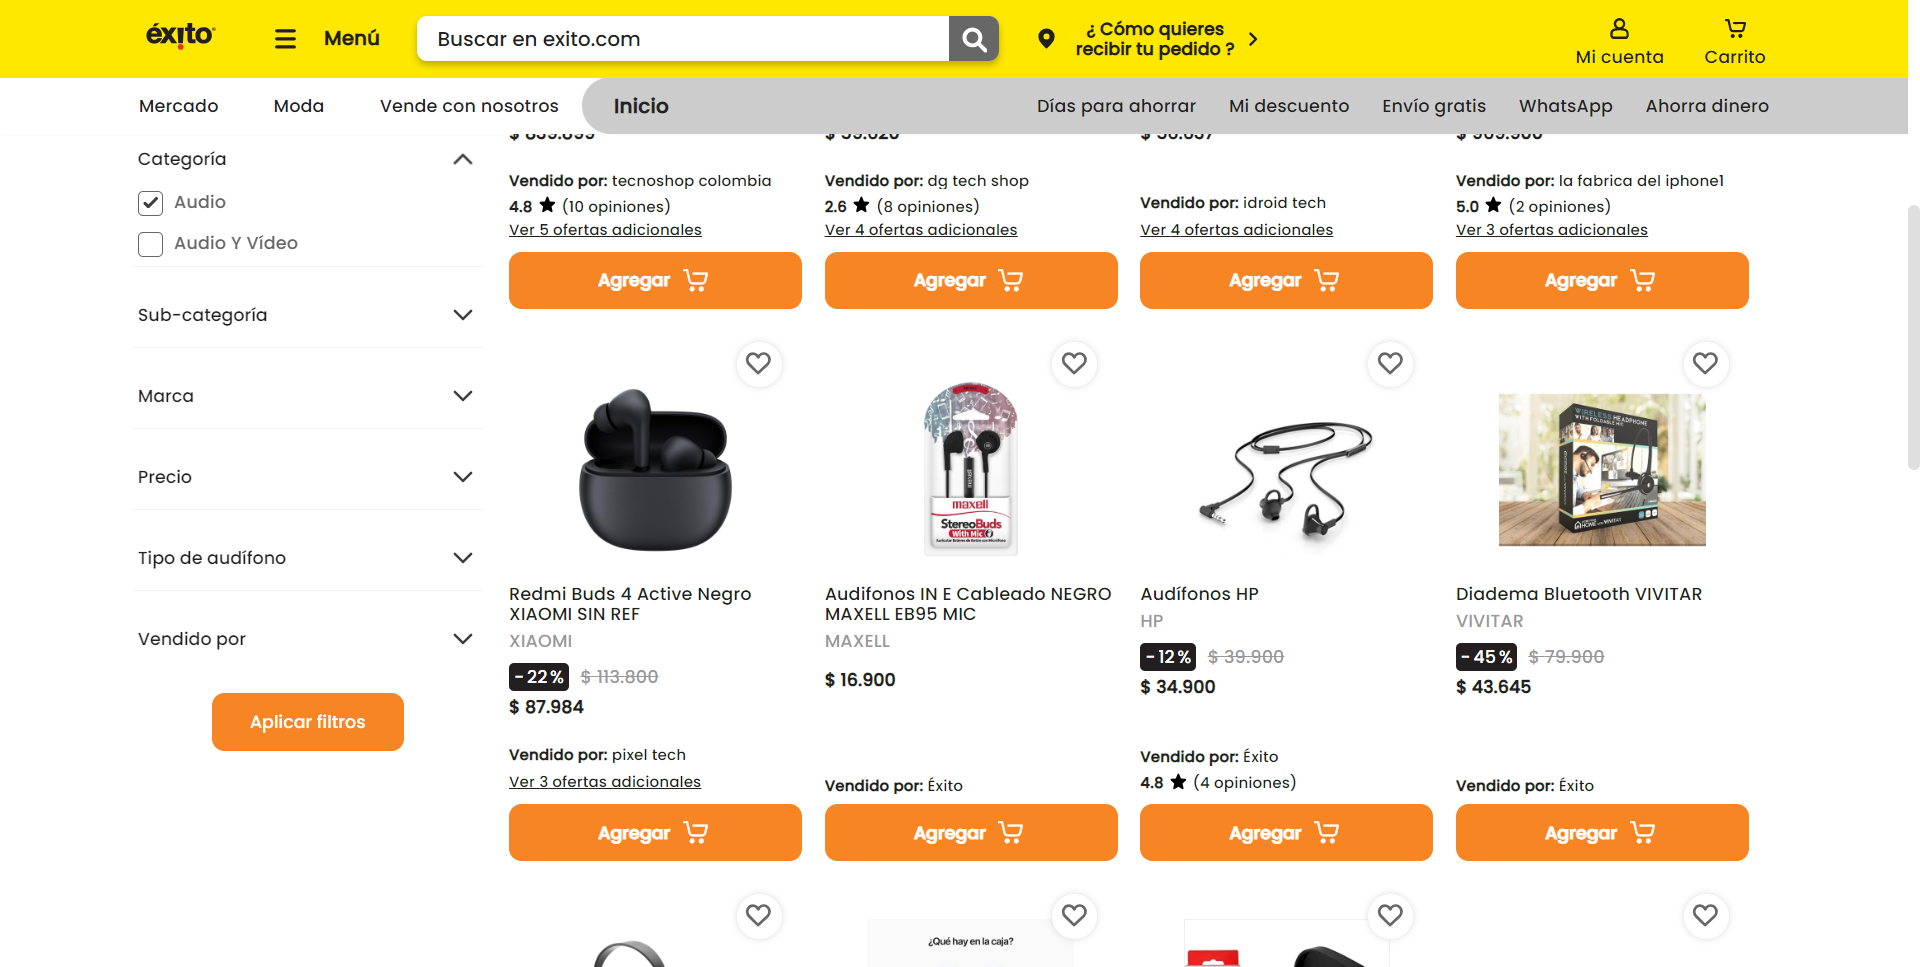 éxito
Menú
Buscar en exito.com
¿ Cómo quieres
recibir tu pedido ?
Mi cuenta
Carrito
Mercado
Moda
Vende con nosotros
Inicio
Días para ahorrar
Mi descuento
Envío gratis
WhatsApp
Ahorra dinero
Categoría
Audio
Audio Y Vídeo
Sub-categoría
Marca
Precio
Tipo de audífono
Vendido por
Aplicar filtros
Vendido por: tecnoshop colombia
4.8 ★ (10 opiniones)
Ver 5 ofertas adicionales
Agregar
Vendido por: dg tech shop
2.6 ★ (8 opiniones)
Ver 4 ofertas adicionales
Agregar
Vendido por: idroid tech
Ver 4 ofertas adicionales
Agregar
Vendido por: la fabrica del iphone1
5.0 ★ (2 opiniones)
Ver 3 ofertas adicionales
Agregar
Redmi Buds 4 Active Negro
XIAOMI SIN REF
XIAOMI
-22% $ 113.800
$ 87.984
Vendido por: pixel tech
Ver 3 ofertas adicionales
Agregar
maxell
StereoBuds
With Mic
Audifonos IN E Cableado NEGRO
MAXELL EB95 MIC
MAXELL
$ 16.900
Vendido por: Éxito
Agregar
Audífonos HP
HP
-12% $ 39.900
$ 34.900
Vendido por: Éxito
4.8 ★ (4 opiniones)
Agregar
WIRELESS HEADPHONE
WITH FOLDABLE MIC
Diadema Bluetooth VIVITAR
VIVITAR
-45% $ 79.900
$ 43.645
Vendido por: Éxito
Agregar
¿Qué hay en la caja?